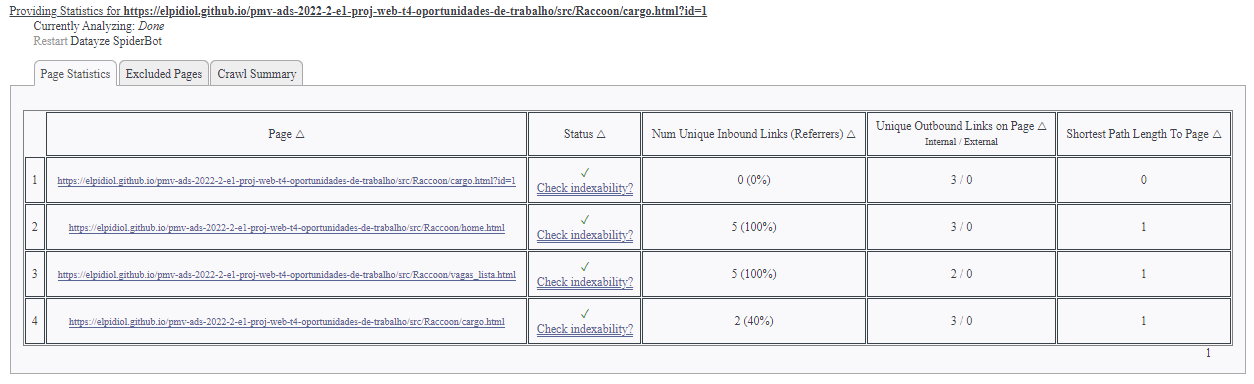 Providing Statistics for https://elpidiol.github.io/pmv-ads-2022-2-e1-proj-web-t4-oportunidades-de-trabalho/src/Raccoon/cargo.html?id=1
Currently Analyzing: Done
Restart Datayze SpiderBot
Page Statistics Excluded Pages Crawl Summary
Page △ Status △ Num Unique Inbound Links (Referrers) △ Unique Outbound Links on Page △ Shortest Path Length To Page △
Internal / External
1 https://elpidiol.github.io/pmv-ads-2022-2-e1-proj-web-t4-oportunidades-de-trabalho/src/Raccoon/cargo.html?id=1 ✓ 0 (0%) 3 / 0 0
Check indexability?
2 https://elpidiol.github.io/pmv-ads-2022-2-e1-proj-web-t4-oportunidades-de-trabalho/src/Raccoon/home.html ✓ 5 (100%) 3 / 0 1
Check indexability?
3 https://elpidiol.github.io/pmv-ads-2022-2-e1-proj-web-t4-oportunidades-de-trabalho/src/Raccoon/vagas_lista.html ✓ 5 (100%) 2 / 0 1
Check indexability?
4 https://elpidiol.github.io/pmv-ads-2022-2-e1-proj-web-t4-oportunidades-de-trabalho/src/Raccoon/cargo.html ✓ 2 (40%) 3 / 0 1
Check indexability?
1